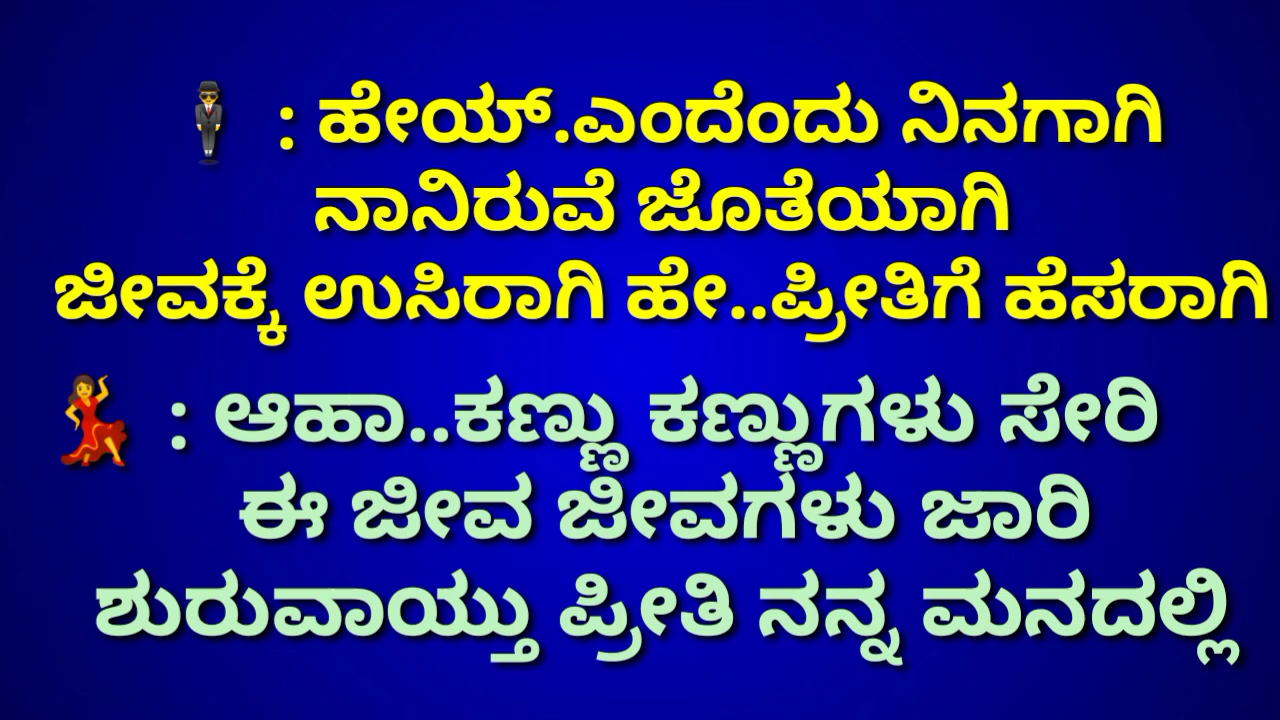 🕴️ : ಹೇಯ್.ಎಂದೆಂದು ನಿನಗಾಗಿ
ನಾನಿರುವೆ ಜೊತೆಯಾಗಿ
ಜೀವಕ್ಕೆ ಉಸಿರಾಗಿ ಹೇ..ಪ್ರೀತಿಗೆ ಹೆಸರಾಗಿ
💃 : ಆಹಾ..ಕಣ್ಣು ಕಣ್ಣುಗಳು ಸೇರಿ
ಈ ಜೀವ ಜೀವಗಳು ಜಾರಿ
ಶುರುವಾಯ್ತು ಪ್ರೀತಿ ನನ್ನ ಮನದಲ್ಲಿ